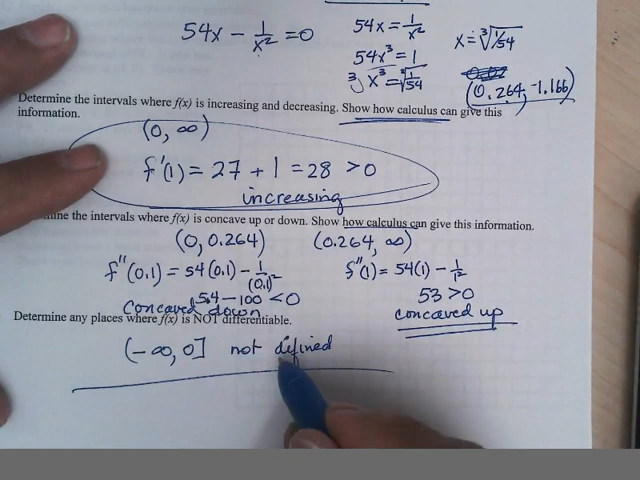 54x - 1/x² = 0
54x = 1/x²
54x³ = 1
³√x³ = ³√1/54
x = ³√1/54
(0.264, -1.166)
Determine the intervals where f(x) is increasing and decreasing. Show how calculus can give this
information.
(0, ∞)
f'(1) = 27 + 1 = 28 > 0
increasing
ine the intervals where f(x) is concave up or down. Show how calculus can give this information.
(0, 0.264)
f''(0.1) = 54(0.1) - 1/(0.1)²
5.4 - 100 < 0
concaved down
(0.264, ∞)
f''(1) = 54(1) - 1/1²
53 > 0
concaved up
Determine any places where f(x) is NOT differentiable.
(-∞, 0] not defined